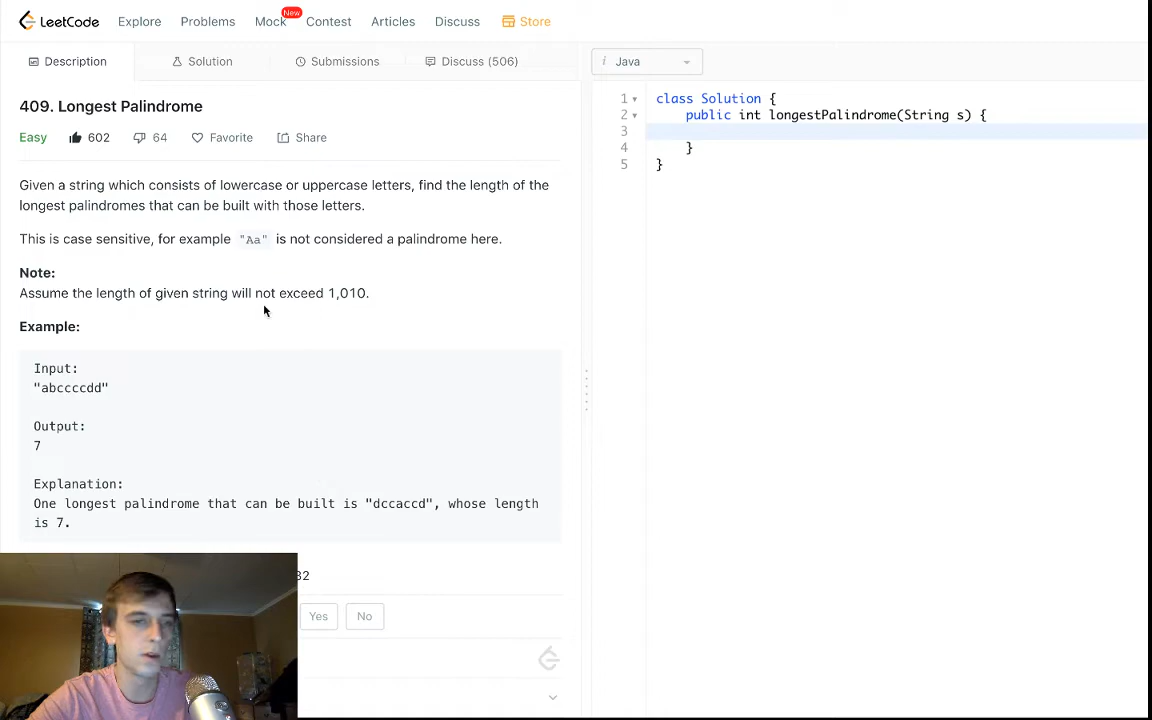 LeetCode Explore Problems Mock New Contest Articles Discuss Store
Description Solution Submissions Discuss (506)
i Java
409. Longest Palindrome
Easy 602 64 Favorite Share
Given a string which consists of lowercase or uppercase letters, find the length of the
longest palindromes that can be built with those letters.
This is case sensitive, for example "Aa" is not considered a palindrome here.
Note:
Assume the length of given string will not exceed 1,010.
Example:
Input:
"abccccdd"
Output:
7
Explanation:
One longest palindrome that can be built is "dccaccd", whose length
is 7.
Yes No
1 class Solution {
2 public int longestPalindrome(String s) {
3
4 }
5 }